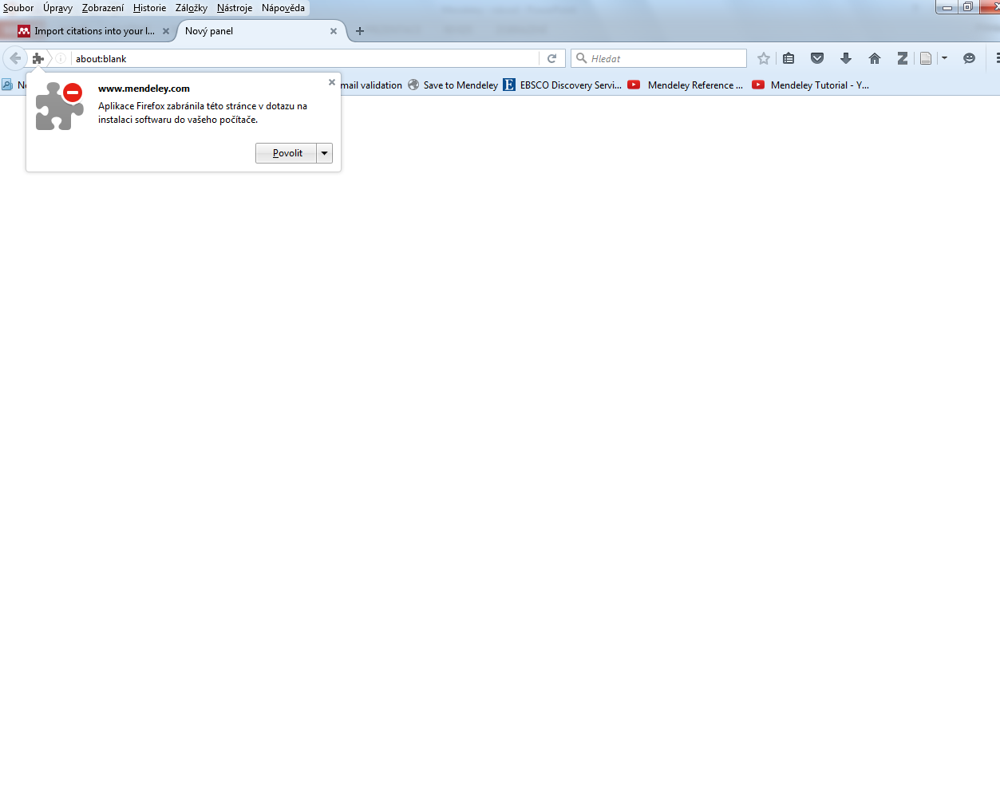 Soubor Úpravy Zobrazení Historie Záložky Nástroje Nápověda
Import citations into your l... Nový panel
about:blank Hledat
mail validation Save to Mendeley EBSCO Discovery Servi... Mendeley Reference ... Mendeley Tutorial - Y...
www.mendeley.com
Aplikace Firefox zabránila této stránce v dotazu na
instalaci softwaru do vašeho počítače.
Povolit